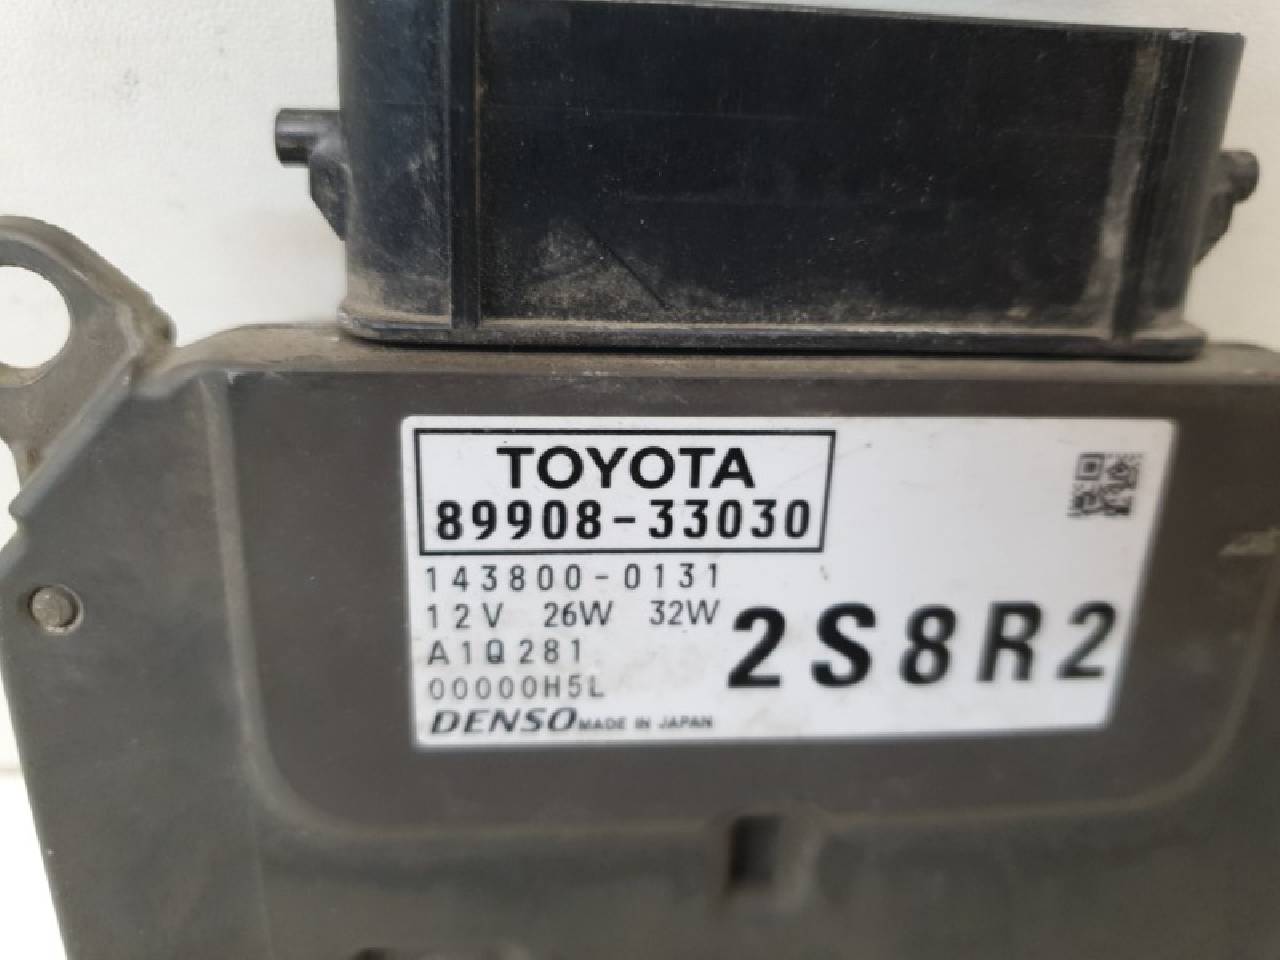 TOYOTA
89908-33030
143800-0131
12V 26W 32W
2S8R2
A1Q281
00000H5L
DENSO MADE IN JAPAN